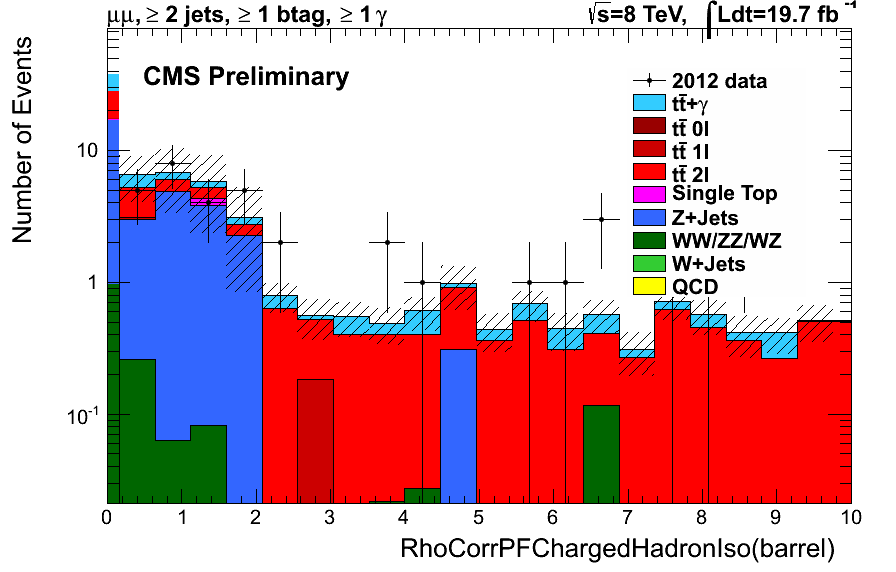 μμ, ≥ 2 jets, ≥ 1 btag, ≥ 1 γ √s=8 TeV, ∫Ldt=19.7 fb⁻¹
CMS Preliminary
2012 data
tt̄+γ
tt̄ 0l
tt̄ 1l
tt̄ 2l
Single Top
Z+Jets
WW/ZZ/WZ
W+Jets
QCD
Number of Events
10
1
10⁻¹
0 1 2 3 4 5 6 7 8 9 10
RhoCorrPFChargedHadronIso(barrel)